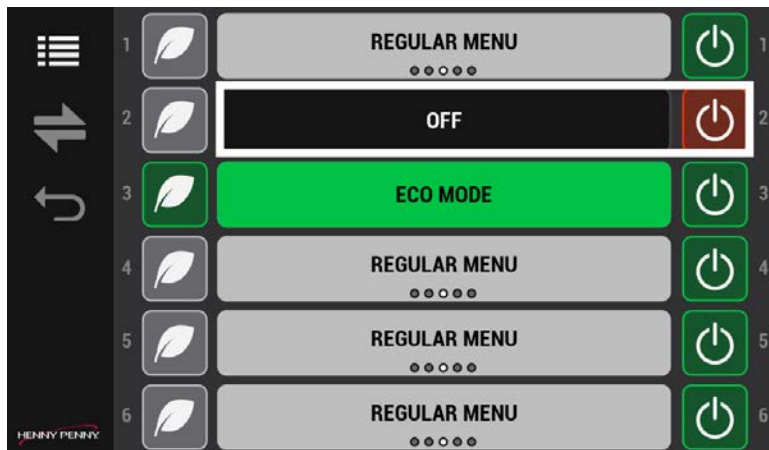 1 REGULAR MENU 1
2 OFF 2
3 ECO MODE 3
4 REGULAR MENU 4
5 REGULAR MENU 5
6 REGULAR MENU 6
HENNY PENNY